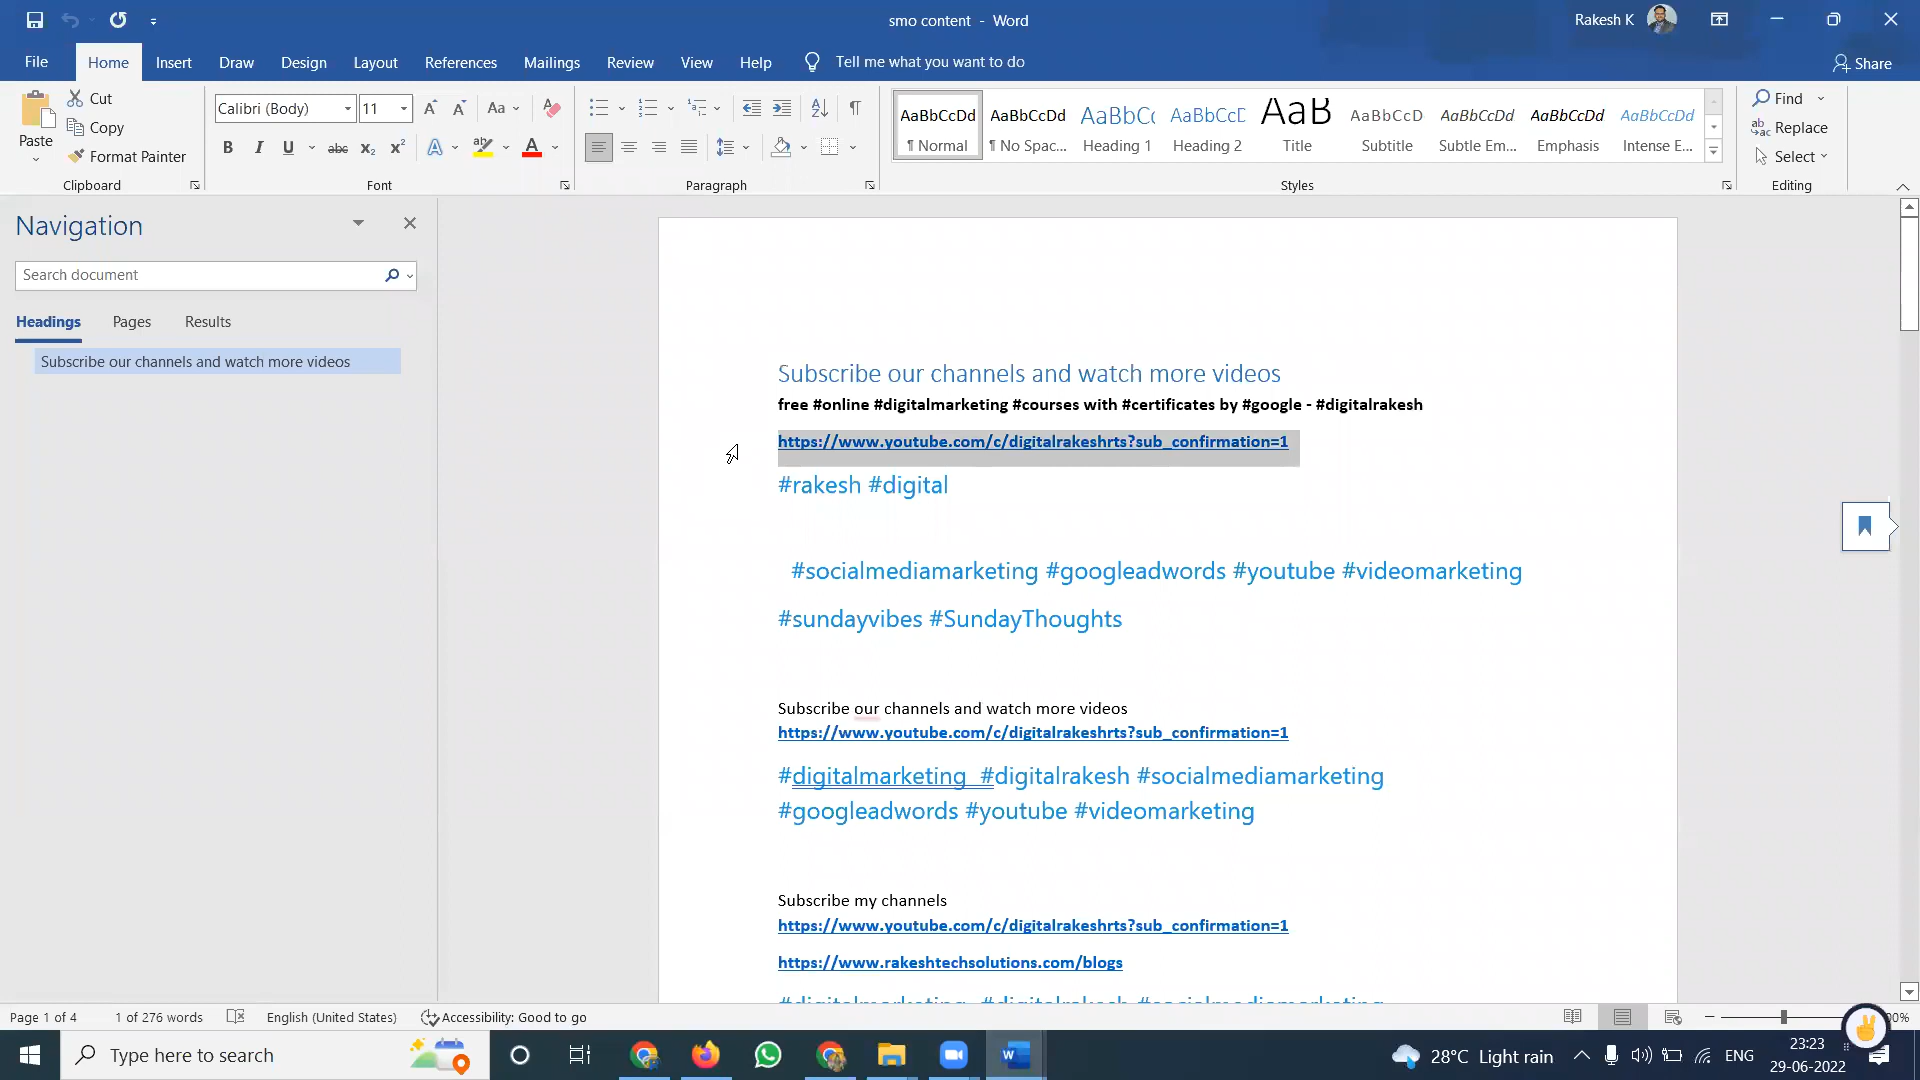 smo content - Word
Rakesh K
File Home Insert Draw Design Layout References Mailings Review View Help Tell me what you want to do Share
Paste
Cut
Copy
Format Painter
Clipboard
Calibri (Body) 11
Font
Paragraph
AaBbCcDd AaBbCcDd AaBbCc AaBbCcC AaB AaBbCcD AaBbCcDd AaBbCcDd AaBbCcDd
¶ Normal ¶ No Spac... Heading 1 Heading 2 Title Subtitle Subtle Em... Emphasis Intense E...
Styles
Find
Replace
Select
Editing
Navigation
Search document
Headings Pages Results
Subscribe our channels and watch more videos
Subscribe our channels and watch more videos
free #online #digitalmarketing #courses with #certificates by #google - #digitalrakesh
https://www.youtube.com/c/digitalrakeshrts?sub_confirmation=1
#rakesh #digital
#socialmediamarketing #googleadwords #youtube #videomarketing
#sundayvibes #SundayThoughts
Subscribe our channels and watch more videos
https://www.youtube.com/c/digitalrakeshrts?sub_confirmation=1
#digitalmarketing #digitalrakesh #socialmediamarketing
#googleadwords #youtube #videomarketing
Subscribe my channels
https://www.youtube.com/c/digitalrakeshrts?sub_confirmation=1
https://www.rakeshtechsolutions.com/blogs
#digitalmarketing #digitalrakesh #socialmediamarketing
Page 1 of 4 1 of 276 words English (United States) Accessibility: Good to go
Type here to search
28°C Light rain
ENG
23:23
29-06-2022